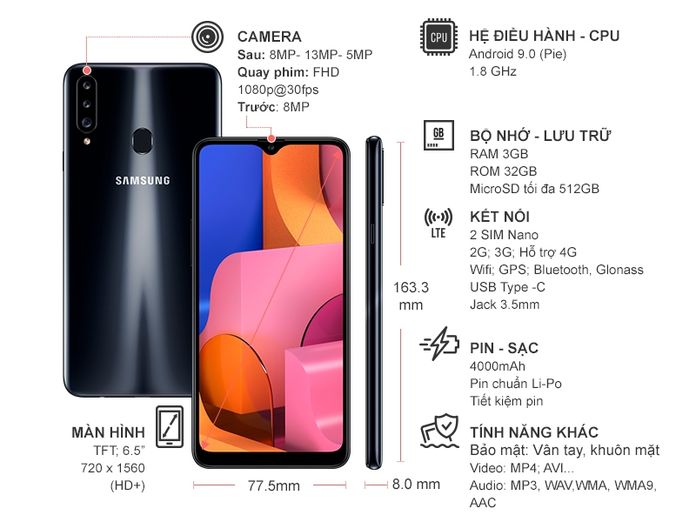 CAMERA
Sau: 8MP- 13MP- 5MP
Quay phim: FHD
1080p@30fps
Trước: 8MP
SAMSUNG
MÀN HÌNH
TFT; 6.5”
720 x 1560
(HD+)
77.5mm
163.3
mm
8.0 mm
CPU
HỆ ĐIỀU HÀNH - CPU
Android 9.0 (Pie)
1.8 GHz
GB
BỘ NHỚ - LƯU TRỮ
RAM 3GB
ROM 32GB
MicroSD tối đa 512GB
LTE
KẾT NỐI
2 SIM Nano
2G; 3G; Hỗ trợ 4G
Wifi; GPS; Bluetooth, Glonass
USB Type -C
Jack 3.5mm
PIN - SẠC
4000mAh
Pin chuẩn Li-Po
Tiết kiệm pin
TÍNH NĂNG KHÁC
Bảo mật: Vân tay, khuôn mặt
Video: MP4; AVI...
Audio: MP3, WAV,WMA, WMA9,
AAC